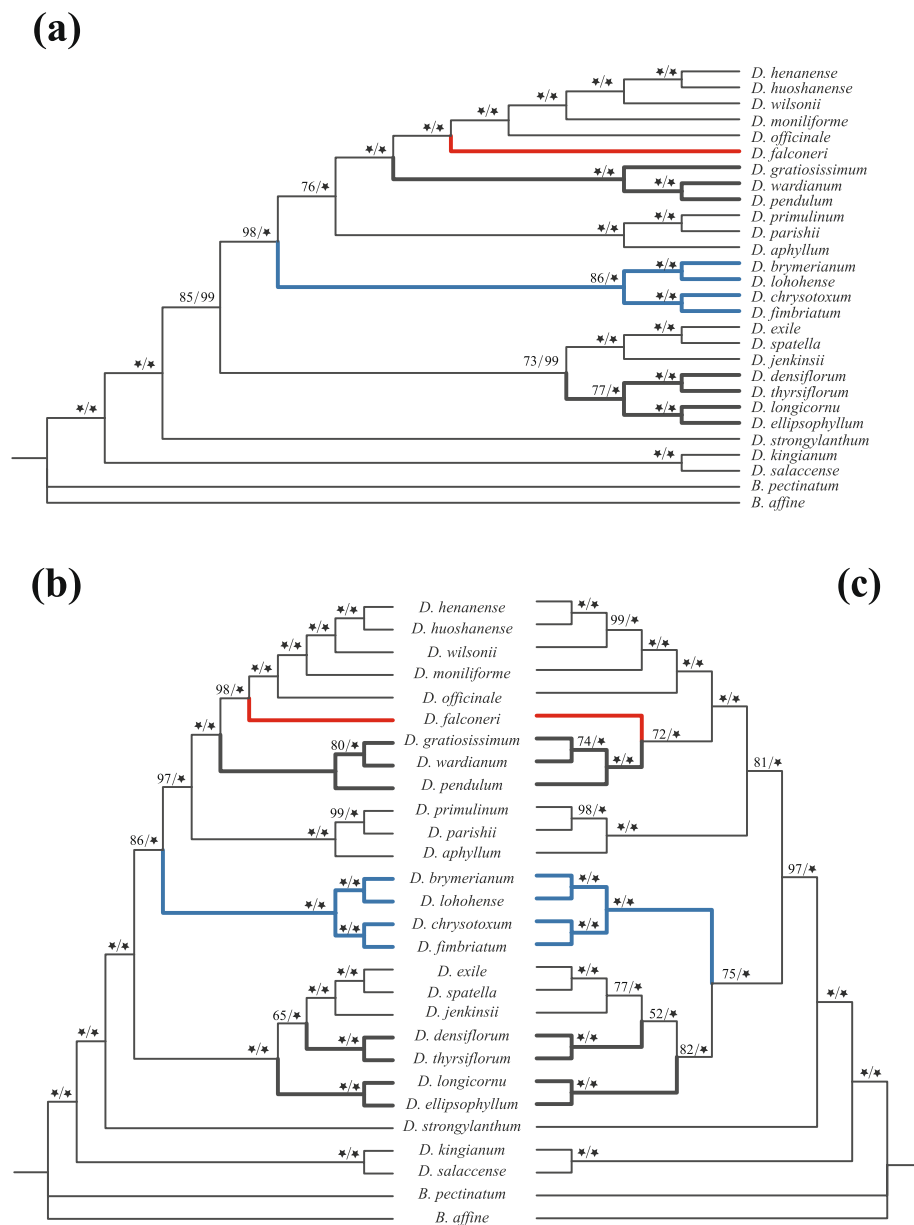 (a)
★/★ D. henanense
★/★ D. huoshanense
★/★ D. wilsonii
★/★ D. moniliforme
★/★ D. officinale
D. falconeri
★/★ ★/★ D. gratiosissimum
76/★ ★/★ D. wardianum
D. pendulum
★/★ D. primulinum
98/★ ★/★ D. parishii
D. aphyllum
★/★ D. brymerianum
86/★ D. lohohense
85/99 ★/★ D. chrysotoxum
D. fimbriatum
★/★ D. exile
★/★ D. spatella
73/99 D. jenkinsii
★/★ ★/★ D. densiflorum
77/★ D. thyrsiflorum
★/★ ★/★ D. longicornu
D. ellipsophyllum
D. strongylanthum
★/★ D. kingianum
D. salaccense
B. pectinatum
B. affine
(b) (c)
★/★ D. henanense ★/★
★/★ D. huoshanense 99/★
★/★ D. wilsonii ★/★
★/★ D. moniliforme ★/★
98/★ D. officinale ★/★
D. falconeri
★/★ 80/★ D. gratiosissimum 74/★ 72/★
D. wardianum ★/★ 81/★
97/★ D. pendulum
99/★ D. primulinum 98/★
★/★ D. parishii ★/★
86/★ D. aphyllum
★/★ D. brymerianum ★/★ 97/★
★/★ D. lohohense ★/★
★/★ D. chrysotoxum ★/★
★/★ D. fimbriatum
★/★ D. exile ★/★ 75/★
★/★ D. spatella 77/★
65/★ D. jenkinsii 52/★ ★/★
★/★ ★/★ D. densiflorum ★/★
★/★ D. thyrsiflorum 82/★
★/★ ★/★ D. longicornu ★/★ ★/★
D. ellipsophyllum
D. strongylanthum
★/★ D. kingianum ★/★
D. salaccense
B. pectinatum
B. affine